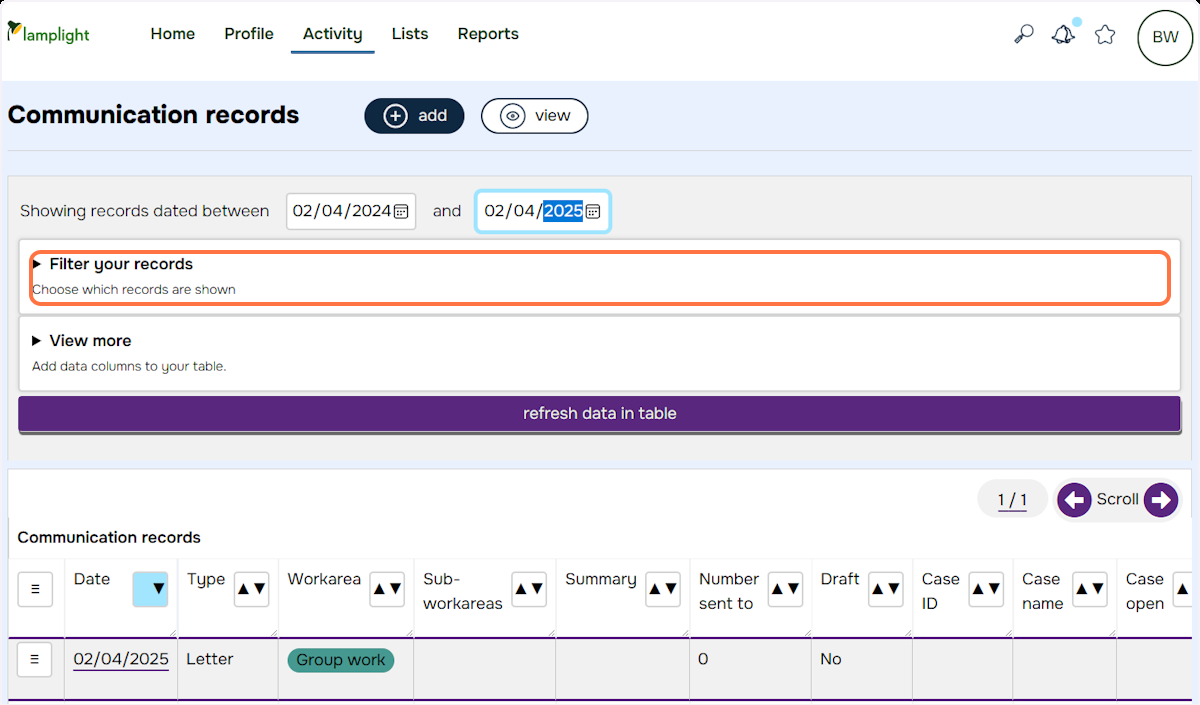 lamplight
Home Profile Activity Lists Reports
BW
Communication records
add
view
Showing records dated between 02/04/2024 and 02/04/2025
Filter your records
Choose which records are shown
View more
Add data columns to your table.
refresh data in table
1 / 1
Scroll
Communication records
Date Type Workarea Sub-workareas Summary Number sent to Draft Case ID Case name Case open
02/04/2025 Letter Group work 0 No